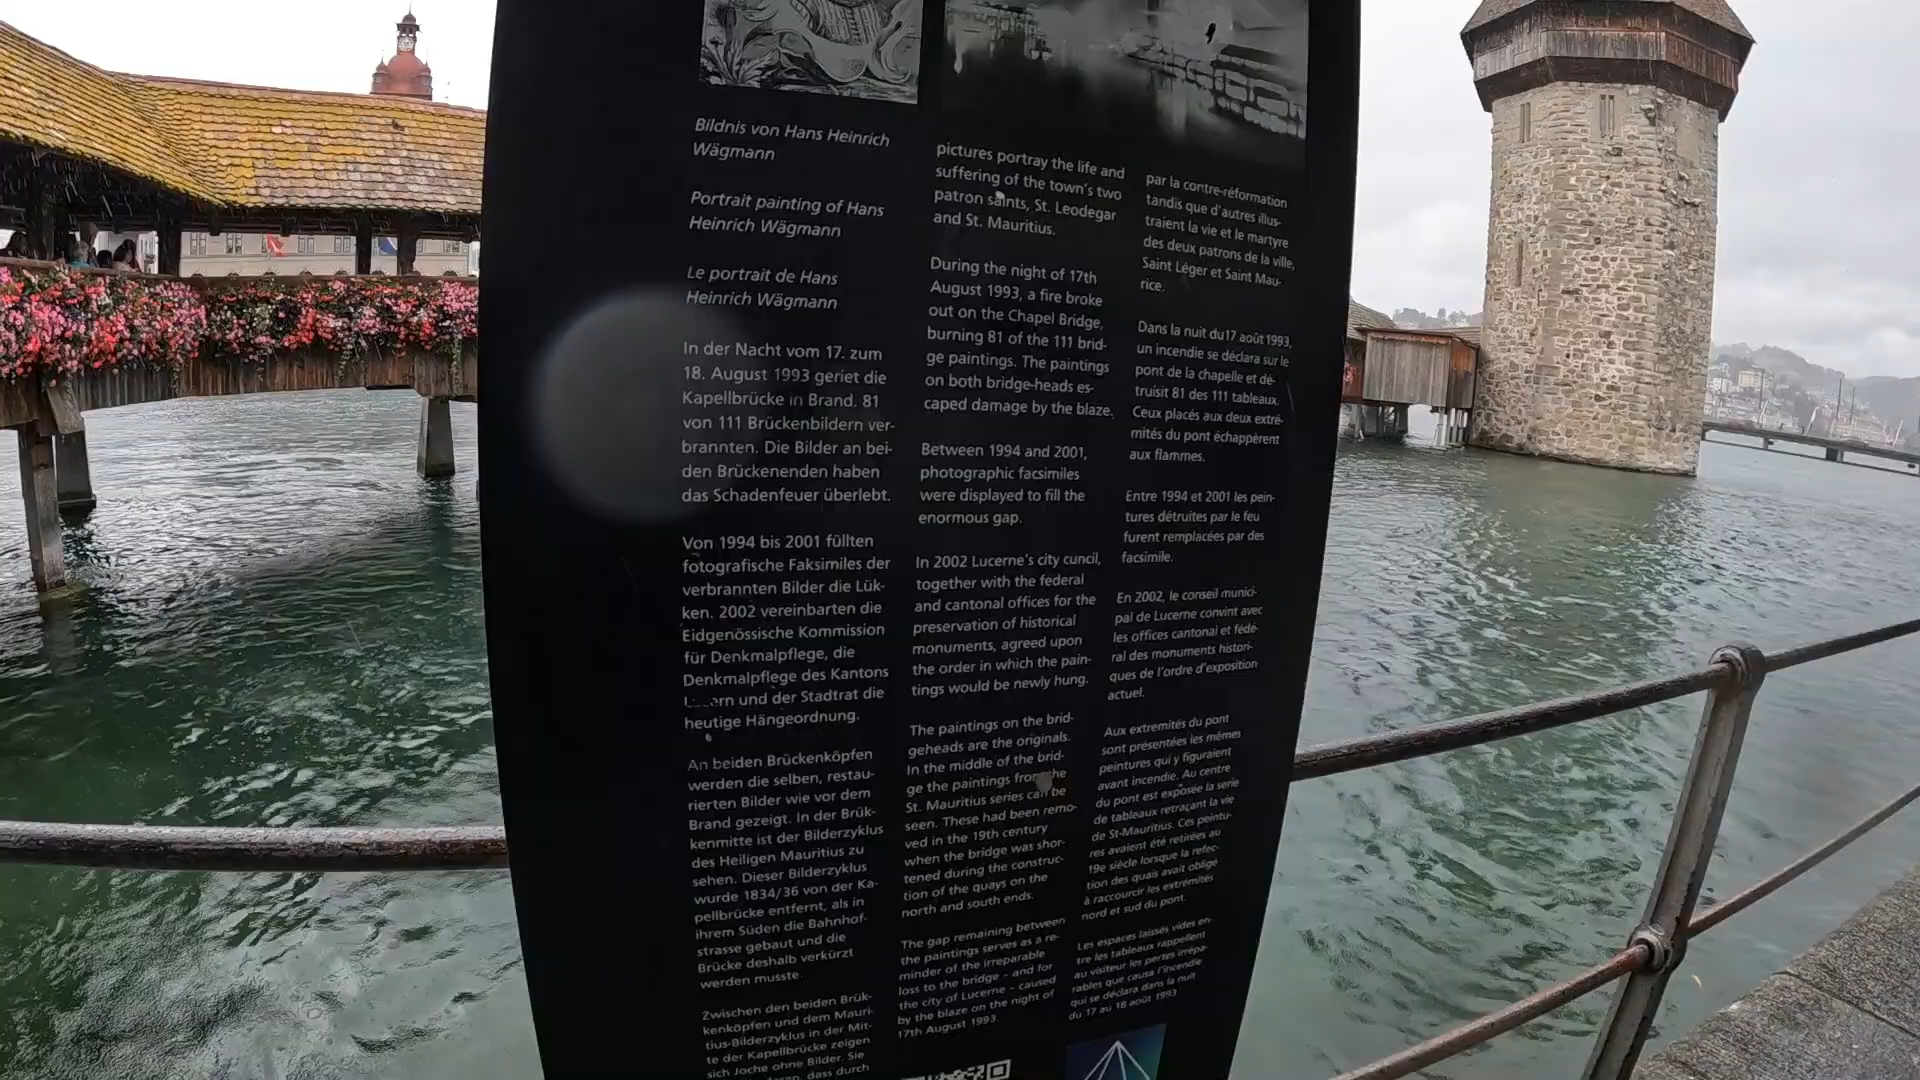 Bildnis von Hans Heinrich
Wägmann
Portrait painting of Hans
Heinrich Wägmann
Le portrait de Hans
Heinrich Wägmann
In der Nacht vom 17. zum
18. August 1993 geriet die
Kapellbrücke in Brand. 81
von 111 Brückenbildern ver-
brannten. Die Bilder an bei-
den Brückenenden haben
das Schadenfeuer überlebt.
Von 1994 bis 2001 füllten
fotografische Faksimiles der
verbrannten Bilder die Lük-
ken. 2002 vereinbarten die
Eidgenössische Kommission
für Denkmalpflege, die
Denkmalpflege des Kantons
und der Stadtrat die
heutige Hängeordnung.
An beiden Brückenköpfen
werden die selben, restau-
rierten Bilder wie vor dem
Brand gezeigt. In der Brük-
kenmitte ist der Bilderzyklus
des Heiligen Mauritius zu
sehen. Dieser Bilderzyklus
wurde 1834/36 von der Ka-
pellbrücke entfernt, als in
ihrem Süden die Bahnhof-
strasse gebaut und die
Brücke deshalb verkürzt
werden musste.
Zwischen den beiden Brük-
kenköpfen und dem Mauri-
tius-Bilderzyklus in der Mit-
te der Kapellbrücke zeigen
sich Joche ohne Bilder. Sie
dass durch
pictures portray the life and
suffering of the town's two
patron saints, St. Leodegar
and St. Mauritius.
During the night of 17th
August 1993, a fire broke
out on the Chapel Bridge,
burning 81 of the 111 brid-
ge paintings. The paintings
on both bridge-heads es-
caped damage by the blaze.
Between 1994 and 2001,
photographic facsimiles
were displayed to fill the
enormous gap.
In 2002 Lucerne's city cuncil,
together with the federal
and cantonal offices for the
preservation of historical
monuments, agreed upon
the order in which the pain-
tings would be newly hung.
The paintings on the brid-
geheads are the originals.
In the middle of the brid-
ge the paintings from the
St. Mauritius series can be
seen. These had been remo-
ved in the 19th century
when the bridge was shor-
tened during the construc-
tion of the quays on the
north and south ends.
The gap remaining between
the paintings serves as a re-
minder of the irreparable
loss to the bridge - and for
the city of Lucerne - caused
by the blaze on the night of
17th August 1993.
par la contre-réformation
tandis que d'autres illus-
traient la vie et le martyre
des deux patrons de la ville,
Saint Léger et Saint Mau-
rice.
Dans la nuit du17 août 1993,
un incendie se déclara sur le
pont de la chapelle et dé-
truisit 81 des 111 tableaux.
Ceux placés aux deux extré-
mités du pont échappèrent
aux flammes.
Entre 1994 et 2001 les pein-
tures détruites par le feu
furent remplacées par des
facsimile.
En 2002, le conseil munici-
pal de Lucerne convint avec
les offices cantonal et fédé-
ral des monuments histori-
ques de l'ordre d'exposition
actuel.
Aux extremités du pont
sont présentées les mêmes
peintures qui y figuraient
avant incendie. Au centre
du pont est exposée la serie
de tableaux retraçant la vie
de St-Mauritius. Ces peintu-
res avaient été retirées au
19e siècle lorsque la refec-
tion des quais avait obligé
à raccourcir les extrémités
nord et sud du pont.
Les espaces laissés vides en-
tre les tableaux rappellent
au visiteur les pertes irrépa-
rables que causa l'incendie
qui se déclara dans la nuit
du 17 au 18 août 1993